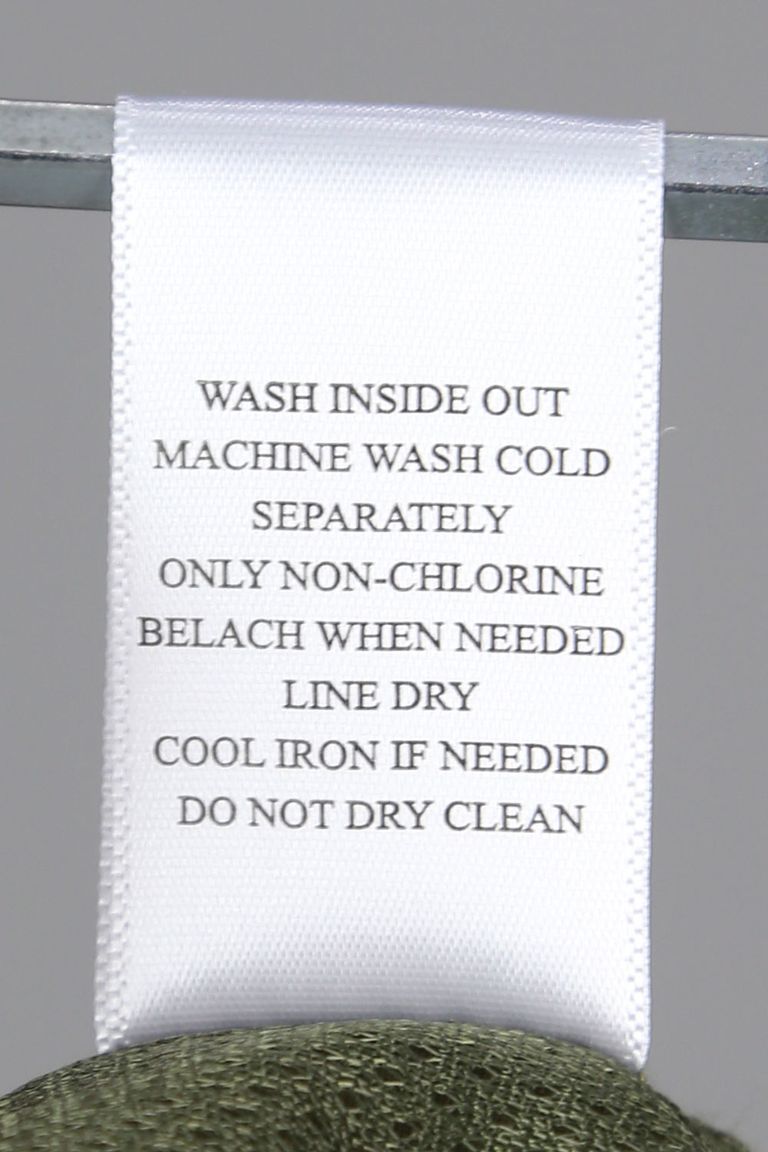 WASH INSIDE OUT
MACHINE WASH COLD
SEPARATELY
ONLY NON-CHLORINE
BELACH WHEN NEEDED
LINE DRY
COOL IRON IF NEEDED
DO NOT DRY CLEAN